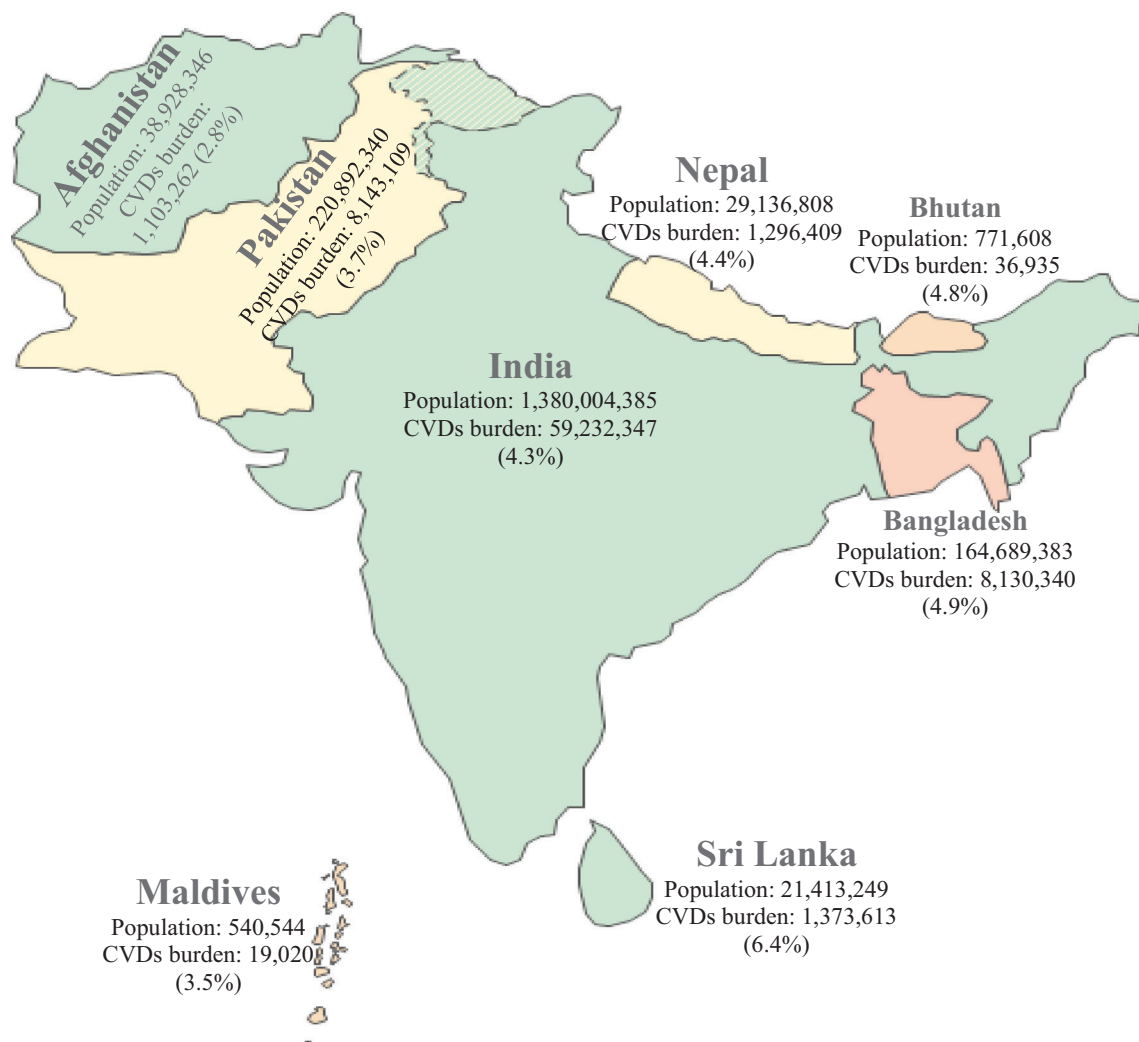 Afghanistan
Population: 38,928,346
CVDs burden:
1,103,262 (2.8%)
Pakistan
Population: 220,892,340
CVDs burden: 8,143,109
(3.7%)
Nepal
Population: 29,136,808
CVDs burden: 1,296,409
(4.4%)
Bhutan
Population: 771,608
CVDs burden: 36,935
(4.8%)
India
Population: 1,380,004,385
CVDs burden: 59,232,347
(4.3%)
Bangladesh
Population: 164,689,383
CVDs burden: 8,130,340
(4.9%)
Sri Lanka
Population: 21,413,249
CVDs burden: 1,373,613
(6.4%)
Maldives
Population: 540,544
CVDs burden: 19,020
(3.5%)